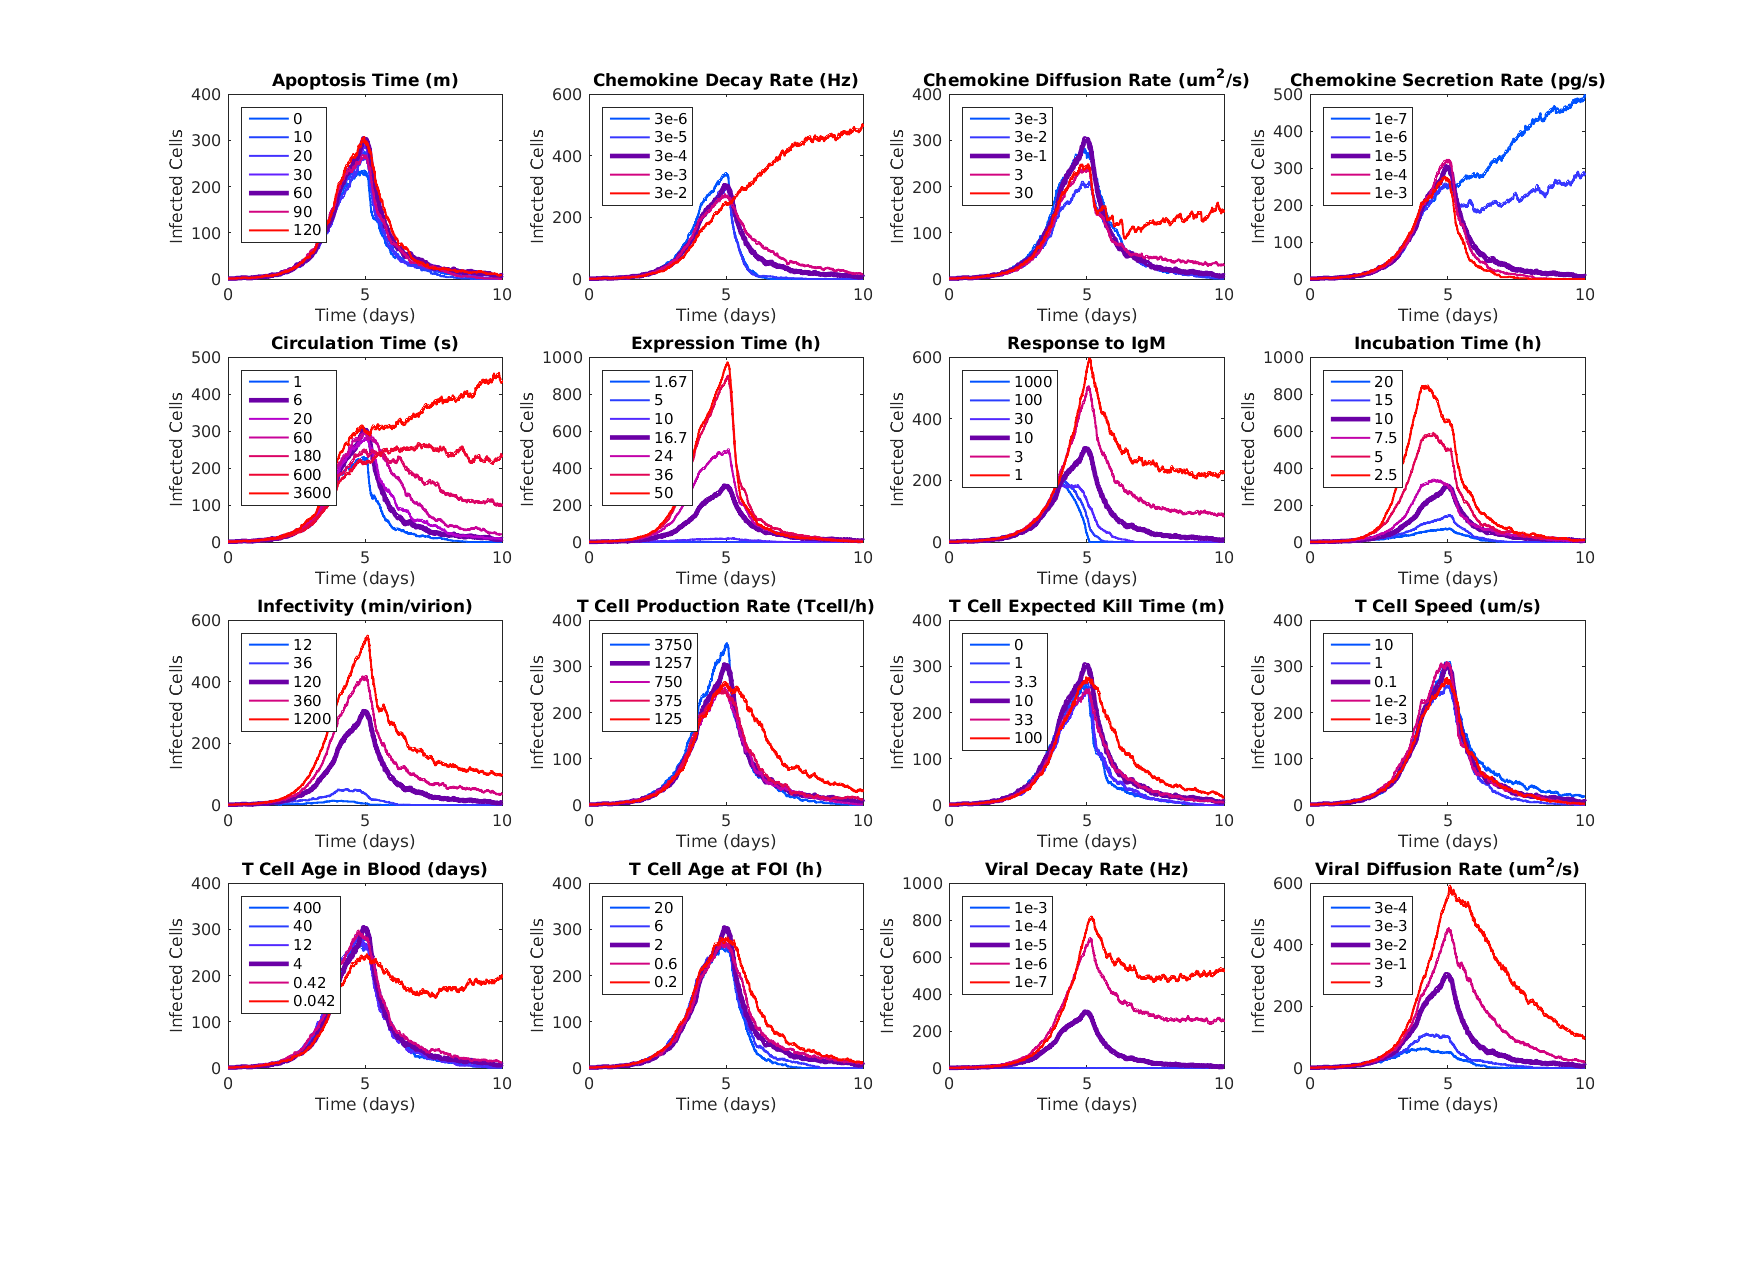 Apoptosis Time (m)
400
300
200
100
0
0
10
20
30
60
90
120
0 5 10
Infected Cells
Time (days)
Chemokine Decay Rate (Hz)
600
400
200
0
3e-6
3e-5
3e-4
3e-3
3e-2
0 5 10
Infected Cells
Time (days)
Chemokine Diffusion Rate (um²/s)
400
300
200
100
0
3e-3
3e-2
3e-1
3
30
0 5 10
Infected Cells
Time (days)
Chemokine Secretion Rate (pg/s)
500
400
300
200
100
0
1e-7
1e-6
1e-5
1e-4
1e-3
0 5 10
Infected Cells
Time (days)
Circulation Time (s)
500
400
300
200
100
0
1
6
20
60
180
600
3600
0 5 10
Infected Cells
Time (days)
Expression Time (h)
1000
800
600
400
200
0
1.67
5
10
16.7
24
36
50
0 5 10
Infected Cells
Time (days)
Response to IgM
600
400
200
0
1000
100
30
10
3
1
0 5 10
Infected Cells
Time (days)
Incubation Time (h)
1000
800
600
400
200
0
20
15
10
7.5
5
2.5
0 5 10
Infected Cells
Time (days)
Infectivity (min/virion)
600
400
200
0
12
36
120
360
1200
0 5 10
Infected Cells
Time (days)
T Cell Production Rate (Tcell/h)
400
300
200
100
0
3750
1257
750
375
125
0 5 10
Infected Cells
Time (days)
T Cell Expected Kill Time (m)
400
300
200
100
0
0
1
3.3
10
33
100
0 5 10
Infected Cells
Time (days)
T Cell Speed (um/s)
400
300
200
100
0
10
1
0.1
1e-2
1e-3
0 5 10
Infected Cells
Time (days)
T Cell Age in Blood (days)
400
300
200
100
0
400
40
12
4
0.42
0.042
0 5 10
Infected Cells
Time (days)
T Cell Age at FOI (h)
400
300
200
100
0
20
6
2
0.6
0.2
0 5 10
Infected Cells
Time (days)
Viral Decay Rate (Hz)
1000
800
600
400
200
0
1e-3
1e-4
1e-5
1e-6
1e-7
0 5 10
Infected Cells
Time (days)
Viral Diffusion Rate (um²/s)
600
400
200
0
3e-4
3e-3
3e-2
3e-1
3
0 5 10
Infected Cells
Time (days)